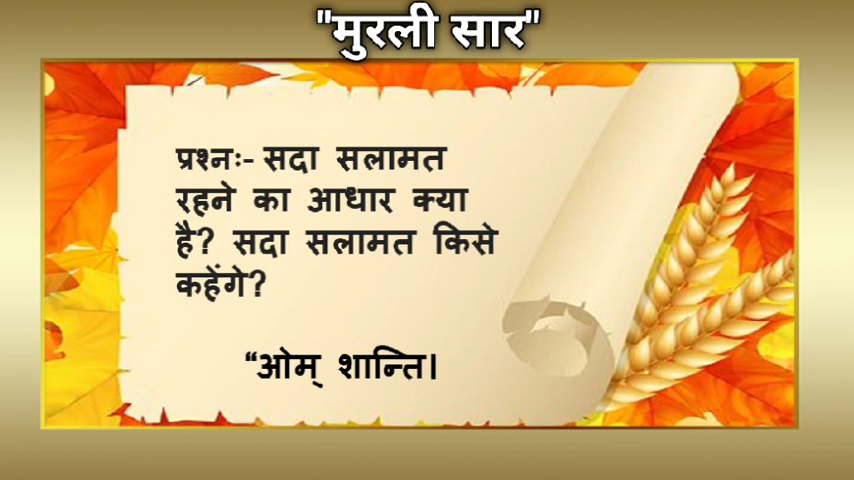 "मुरली सार"
प्रश्नः- सदा सलामत
रहने का आधार क्या
है? सदा सलामत किसे
कहेंगे?
“ओम् शान्ति।